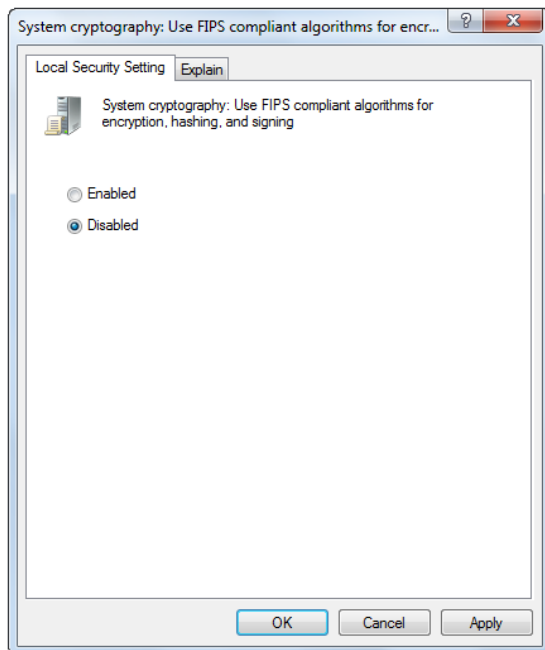 System cryptography: Use FIPS compliant algorithms for encr...
Local Security Setting
Explain
System cryptography: Use FIPS compliant algorithms for
encryption, hashing, and signing
Enabled
Disabled
OK
Cancel
Apply